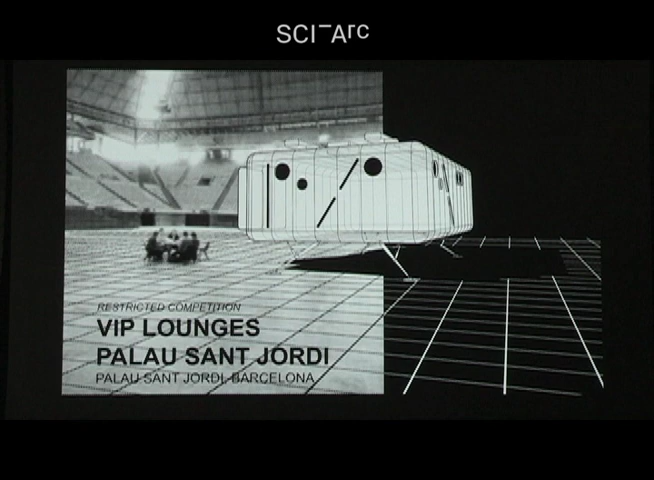 SCI-Arc
RESTRICTED COMPETITION
VIP LOUNGES
PALAU SANT JORDI
PALAU SANT JORDI-BARCELONA